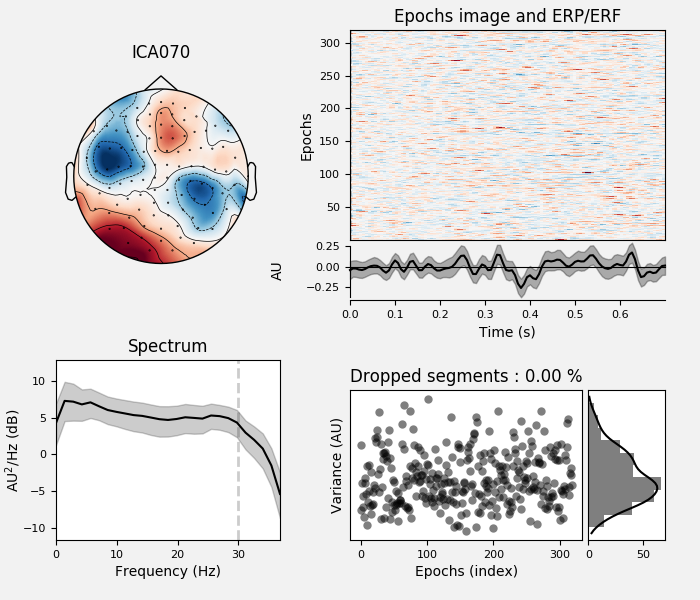 ICA070
Epochs image and ERP/ERF
300
250
200
150
100
50
Epochs
0.25
0.00
−0.25
AU
0.0 0.1 0.2 0.3 0.4 0.5 0.6
Time (s)
Spectrum
10
5
0
−5
−10
AU²/Hz (dB)
0 10 20 30
Frequency (Hz)
Dropped segments : 0.00 %
Variance (AU)
0 100 200 300
Epochs (index)
0 50